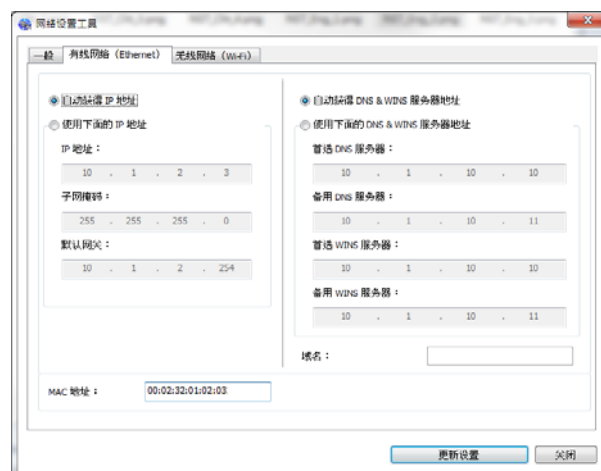 网络设置工具
一般 有线网络 (Ethernet) 无线网络 (Wi-Fi)
自动获得 IP 地址
使用下面的 IP 地址
IP 地址：
10 . 1 . 2 . 3
子网掩码：
255 . 255 . 255 . 0
默认网关：
10 . 1 . 2 . 254
自动获得 DNS & WINS 服务器地址
使用下面的 DNS & WINS 服务器地址
首选 DNS 服务器：
10 . 1 . 10 . 10
备用 DNS 服务器：
10 . 1 . 10 . 11
首选 WINS 服务器：
10 . 1 . 10 . 10
备用 WINS 服务器：
10 . 1 . 10 . 11
域名：
MAC 地址： 00:02:32:01:02:03
更新设置 关闭